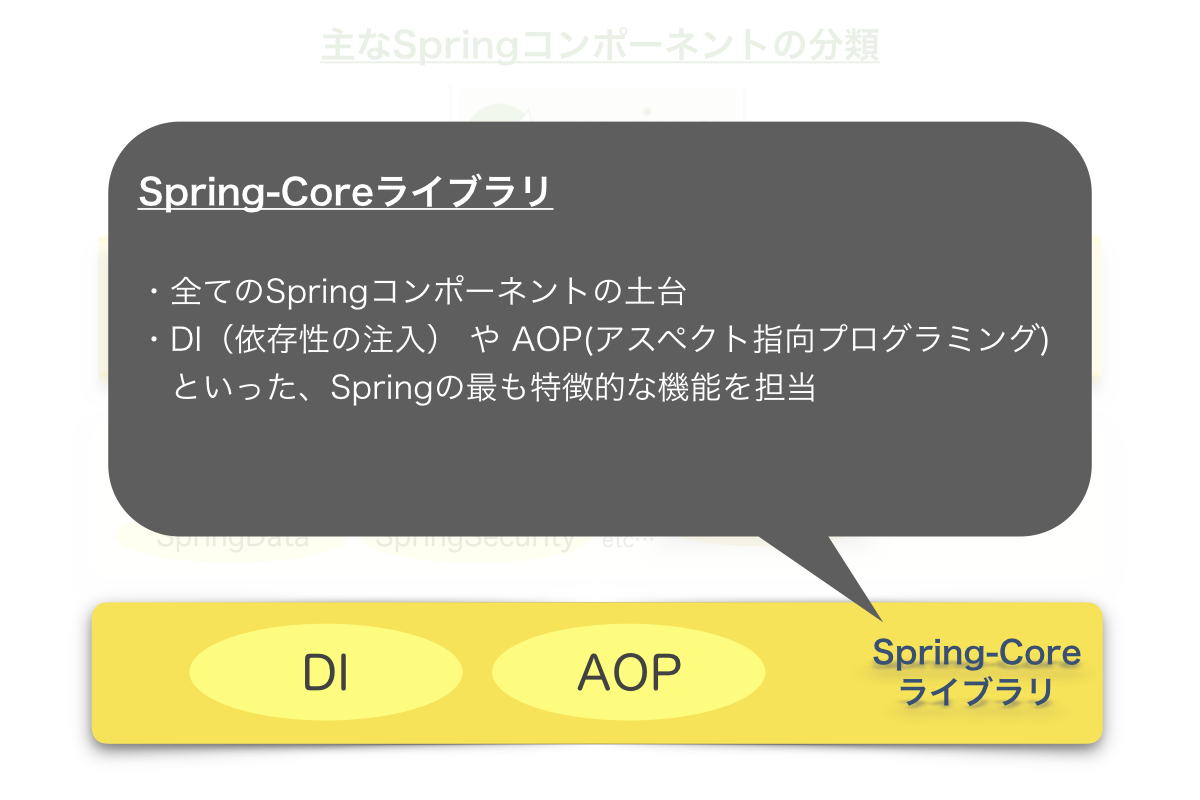 主なSpringコンポーネントの分類
Spring-Coreライブラリ
・全てのSpringコンポーネントの土台
・DI（依存性の注入） や AOP(アスペクト指向プログラミング)
といった、Springの最も特徴的な機能を担当
SpringData SpringSecurity etc…
DI AOP
Spring-Core
ライブラリ